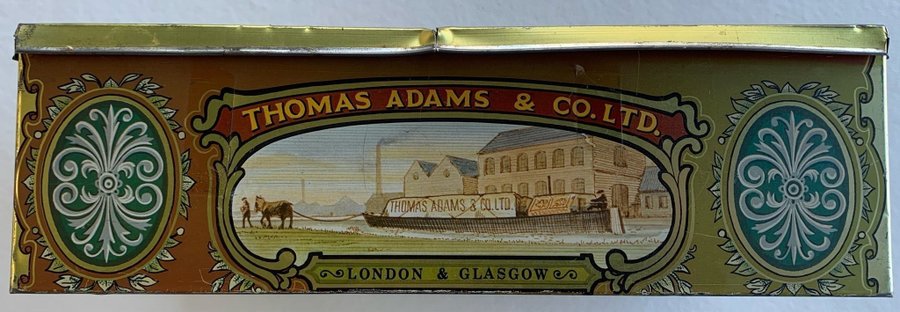 THOMAS ADAMS & CO. LTD.
THOMAS ADAMS & CO. LTD.
LONDON & GLASGOW